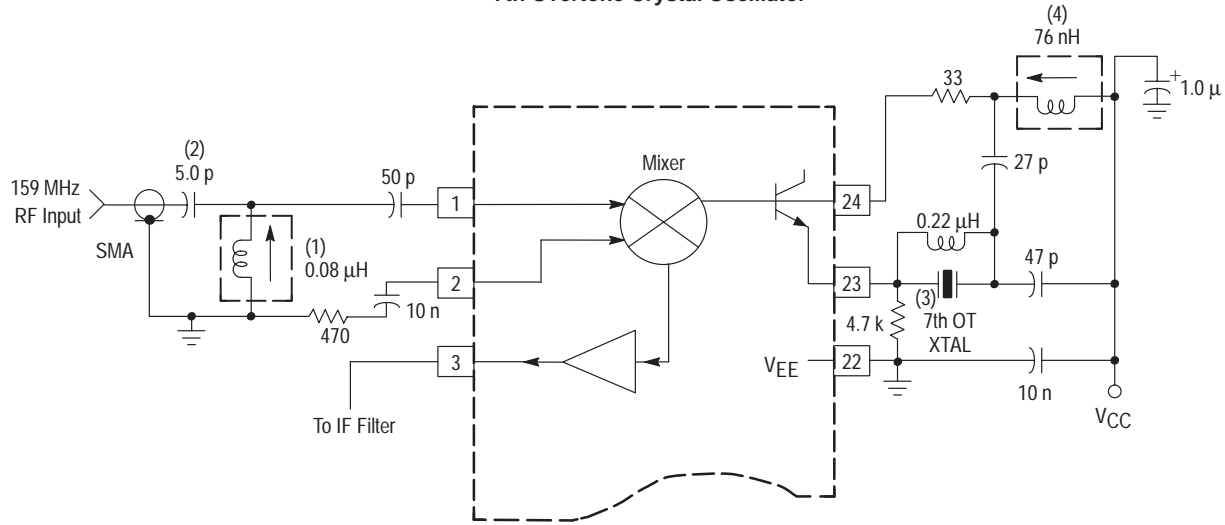 7th Overtone Crystal Oscillator
(4)
76 nH
33
+
1.0 µ
(2)
5.0 p
50 p
Mixer
27 p
159 MHz
RF Input
SMA
1
24
0.22 µH
(1)
0.08 µH
2
10 n
470
23
47 p
(3)
7th OT
XTAL
4.7 k
3
VEE
22
10 n
VCC
To IF Filter